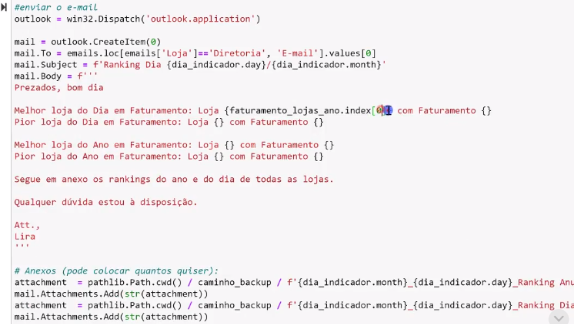 #enviar o e-mail
outlook = win32.Dispatch('outlook.application')
mail = outlook.CreateItem(0)
mail.To = emails.loc[emails['Loja']=='Diretoria', 'E-mail'].values[0]
mail.Subject = f'Ranking Dia {dia_indicador.day}/{dia_indicador.month}'
mail.Body = f'''
Prezados, bom dia
Melhor loja do Dia em Faturamento: Loja {faturamento_lojas_ano.index[0]} com Faturamento {}
Pior loja do Dia em Faturamento: Loja {} com Faturamento {}
Melhor loja do Ano em Faturamento: Loja {} com Faturamento {}
Pior loja do Ano em Faturamento: Loja {} com Faturamento {}
Segue em anexo os rankings do ano e do dia de todas as lojas.
Qualquer dúvida estou à disposição.
Att.,
Lira
'''
# Anexos (pode colocar quantos quiser):
attachment  = pathlib.Path.cwd() / caminho_backup / f'{dia_indicador.month}_{dia_indicador.day}_Ranking Anu
mail.Attachments.Add(str(attachment))
attachment  = pathlib.Path.cwd() / caminho_backup / f'{dia_indicador.month}_{dia_indicador.day}_Ranking Dia
mail.Attachments.Add(str(attachment))